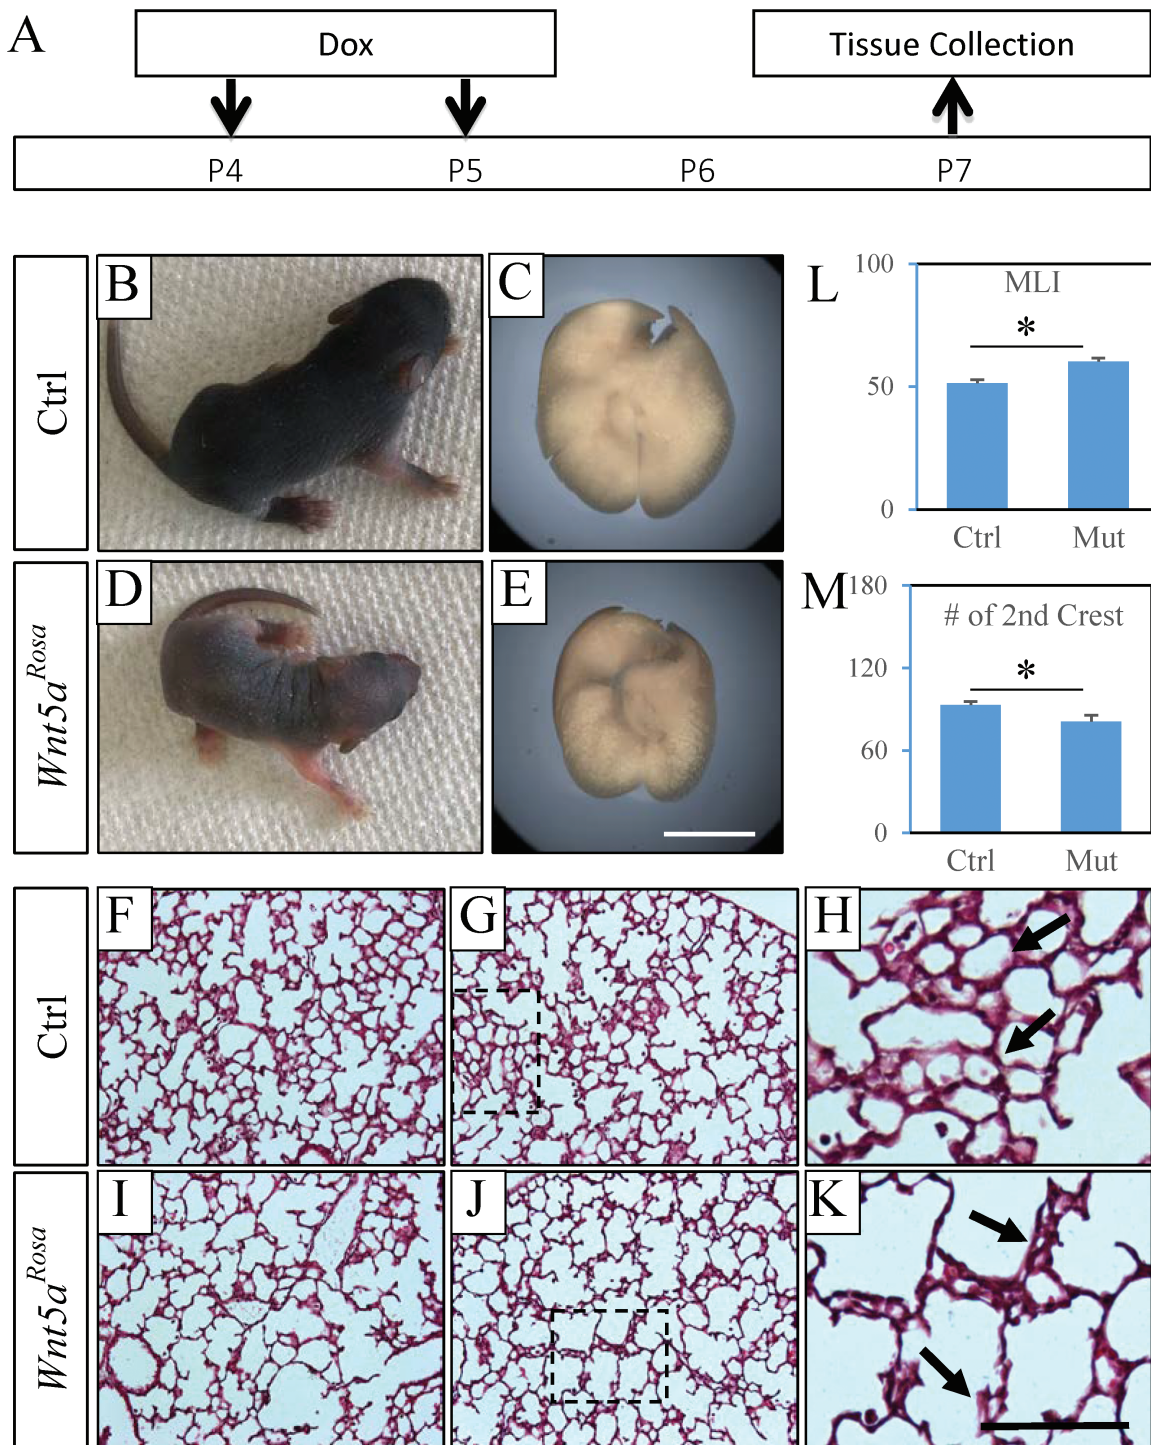 A
Dox
Tissue Collection
P4
P5
P6
P7
Ctrl
B
C
L
100
MLI
*
50
0
Ctrl
Mut
Wnt5a^Rosa
D
E
M
180
# of 2nd Crest
120
*
60
0
Ctrl
Mut
Ctrl
F
G
H
Wnt5a^Rosa
I
J
K